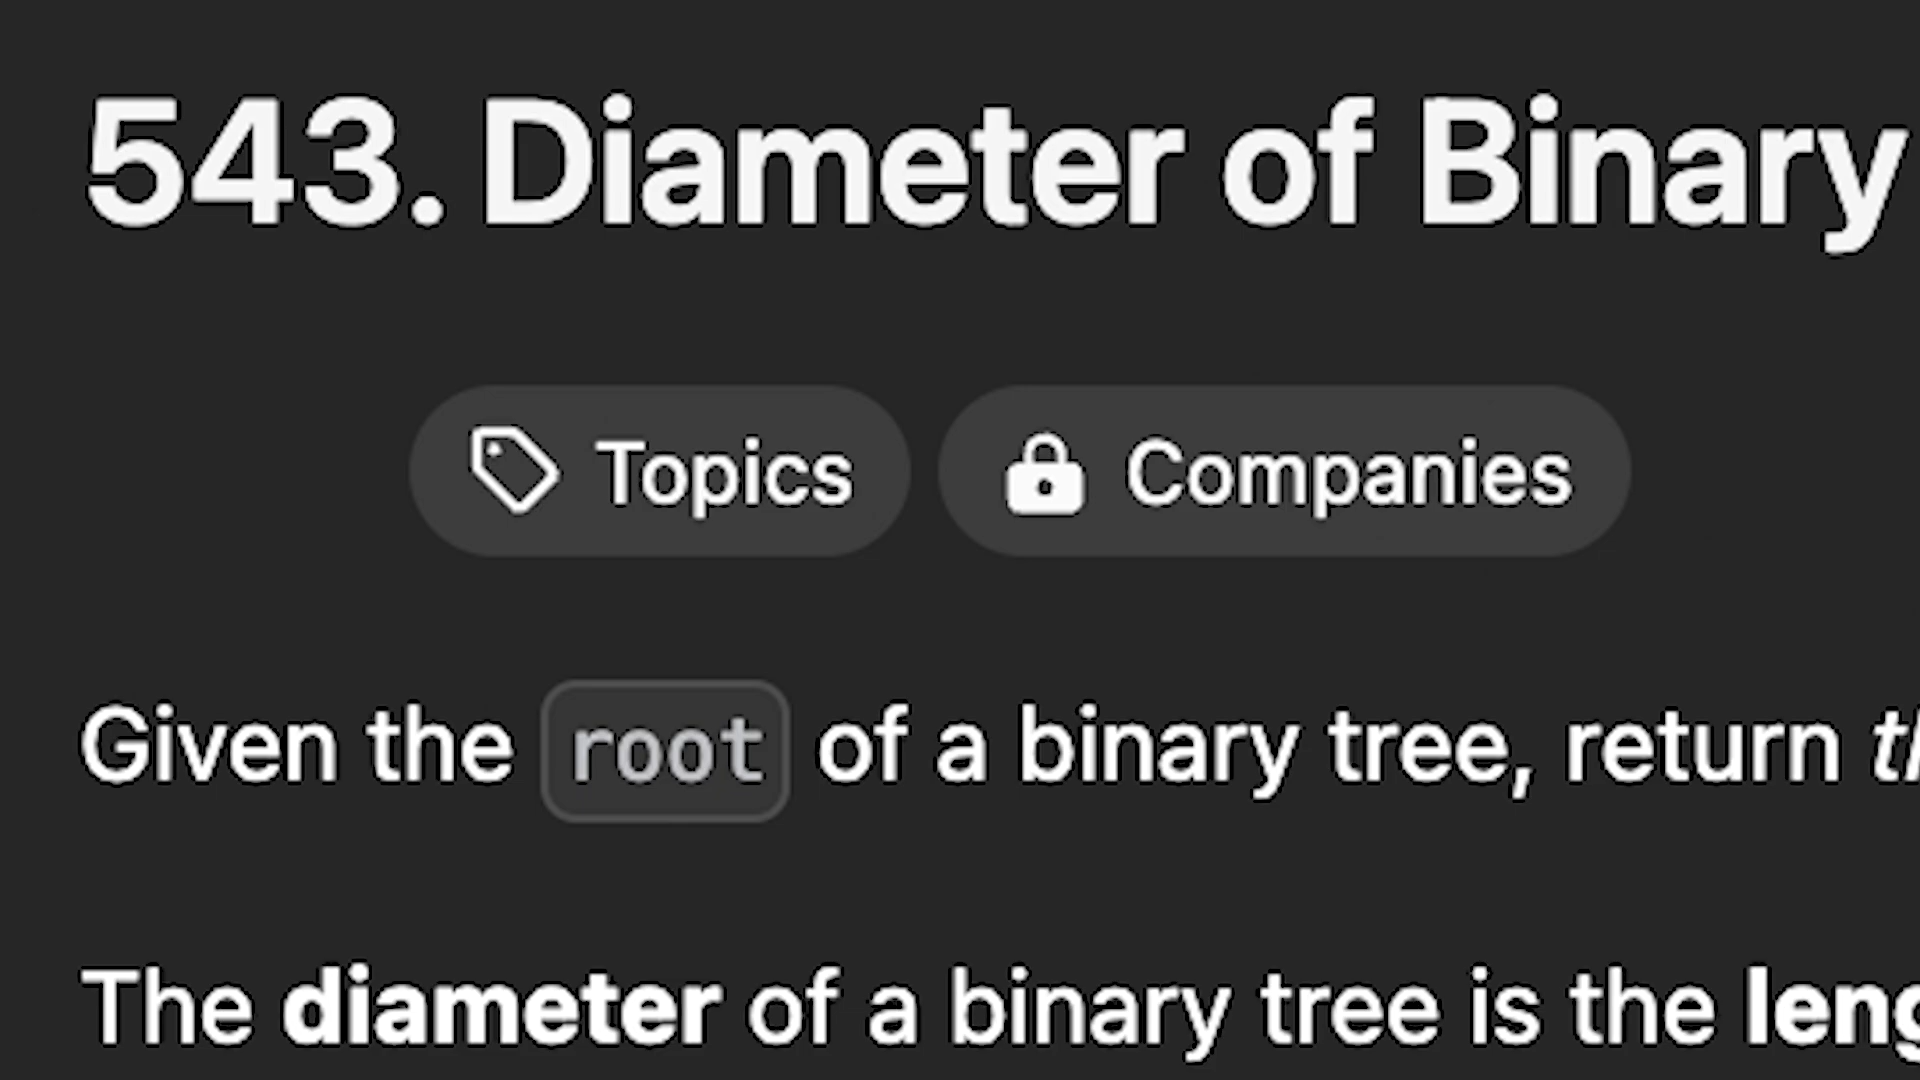 543. Diameter of Binary
Topics Companies
Given the root of a binary tree, return
The diameter of a binary tree is the